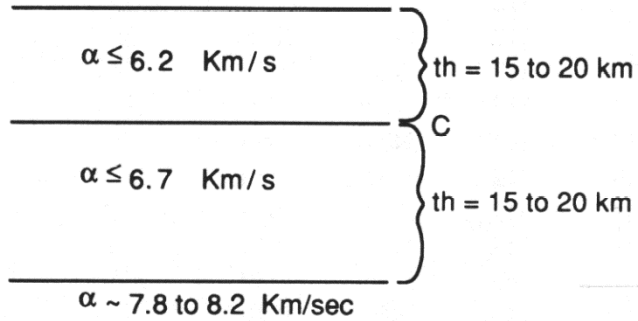 α ≤ 6.2 Km/s
th = 15 to 20 km
C
α ≤ 6.7 Km/s
th = 15 to 20 km
α ~ 7.8 to 8.2 Km/sec